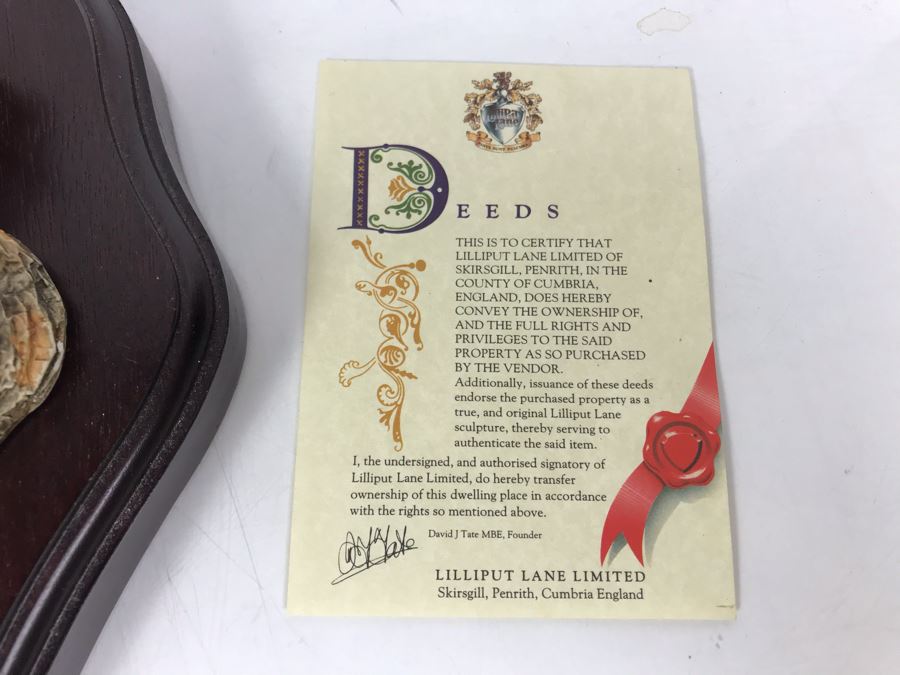 Lilliput
Lane
DEEDS
THIS IS TO CERTIFY THAT
LILLIPUT LANE LIMITED OF
SKIRSGILL, PENRITH, IN THE
COUNTY OF CUMBRIA,
ENGLAND, DOES HEREBY
CONVEY THE OWNERSHIP OF,
AND THE FULL RIGHTS AND
PRIVILEGES TO THE SAID
PROPERTY AS SO PURCHASED
BY THE VENDOR.
Additionally, issuance of these deeds
endorse the purchased property as a
true, and original Lilliput Lane
sculpture, thereby serving to
authenticate the said item.
I, the undersigned, and authorised signatory of
Lilliput Lane Limited, do hereby transfer
ownership of this dwelling place in accordance
with the rights so mentioned above.
David J Tate MBE, Founder
LILLIPUT LANE LIMITED
Skirsgill, Penrith, Cumbria England